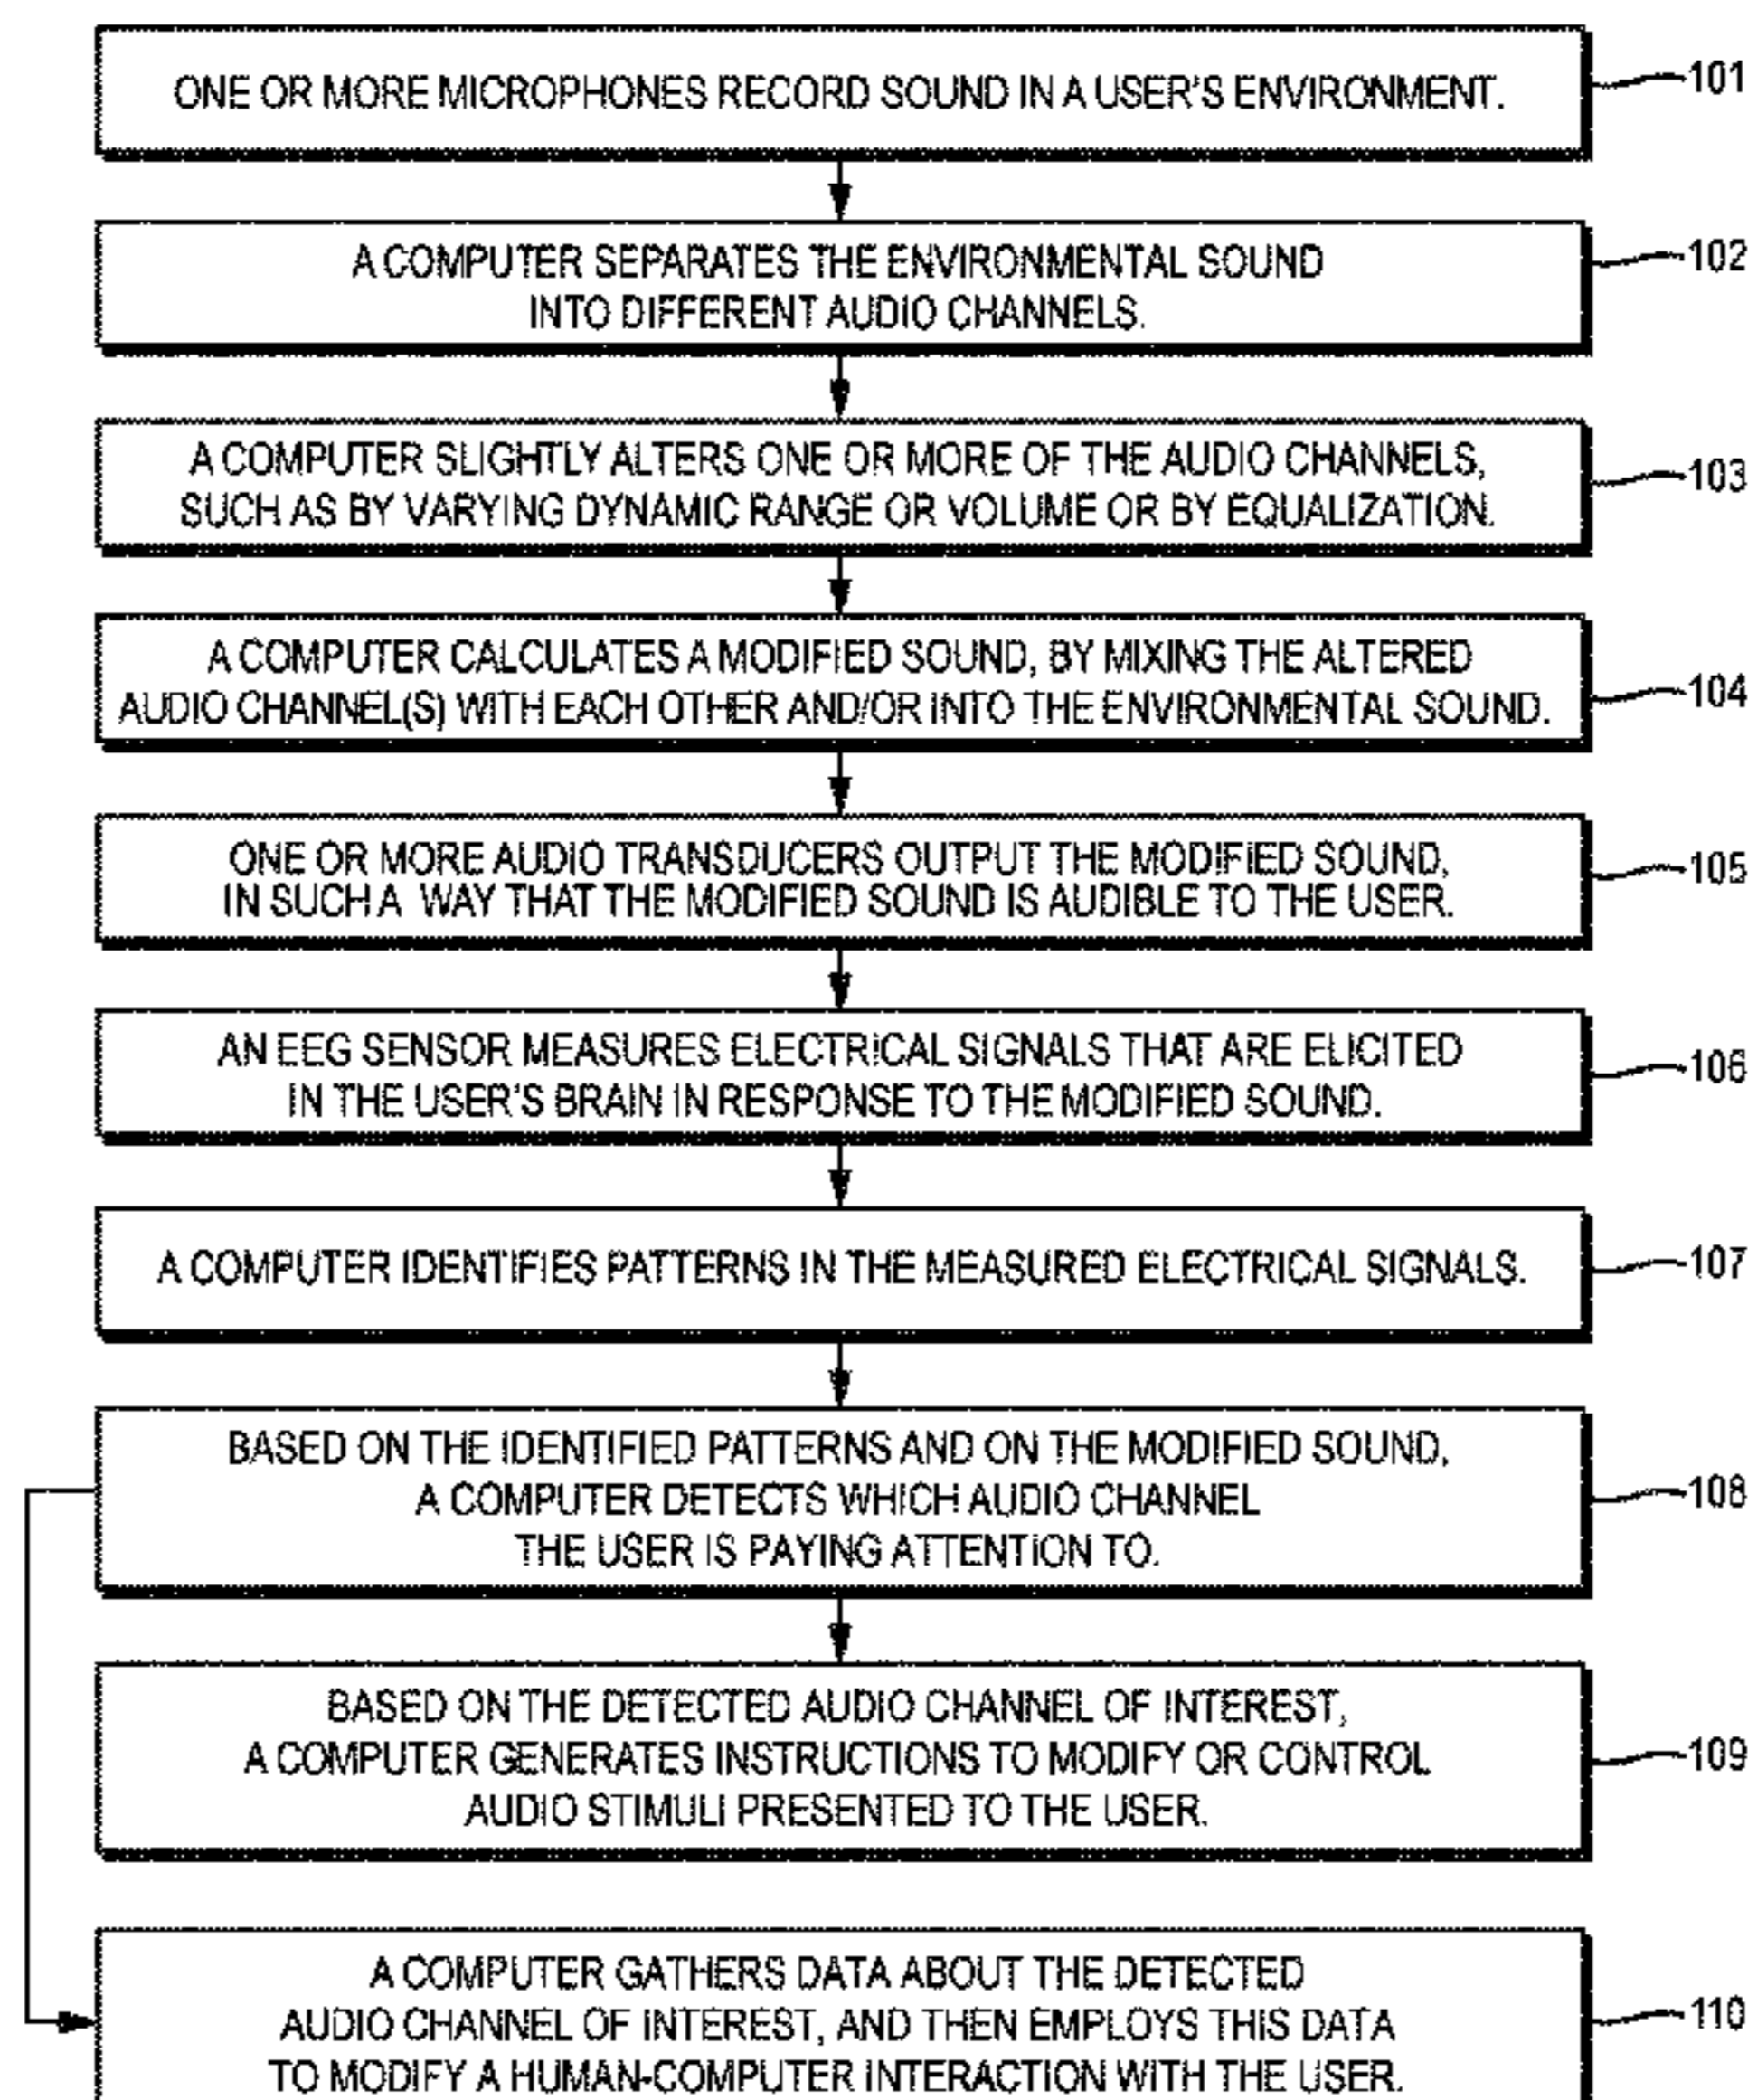 ONE OR MORE MICROPHONES RECORD SOUND IN A USER'S ENVIRONMENT.
101
A COMPUTER SEPARATES THE ENVIRONMENTAL SOUND
INTO DIFFERENT AUDIO CHANNELS.
102
A COMPUTER SLIGHTLY ALTERS ONE OR MORE OF THE AUDIO CHANNELS,
SUCH AS BY VARYING DYNAMIC RANGE OR VOLUME OR BY EQUALIZATION.
103
A COMPUTER CALCULATES A MODIFIED SOUND, BY MIXING THE ALTERED
AUDIO CHANNEL(S) WITH EACH OTHER AND/OR INTO THE ENVIRONMENTAL SOUND.
104
ONE OR MORE AUDIO TRANSDUCERS OUTPUT THE MODIFIED SOUND,
IN SUCH A WAY THAT THE MODIFIED SOUND IS AUDIBLE TO THE USER.
105
AN EEG SENSOR MEASURES ELECTRICAL SIGNALS THAT ARE ELICITED
IN THE USER'S BRAIN IN RESPONSE TO THE MODIFIED SOUND.
106
A COMPUTER IDENTIFIES PATTERNS IN THE MEASURED ELECTRICAL SIGNALS.
107
BASED ON THE IDENTIFIED PATTERNS AND ON THE MODIFIED SOUND,
A COMPUTER DETECTS WHICH AUDIO CHANNEL
THE USER IS PAYING ATTENTION TO.
108
BASED ON THE DETECTED AUDIO CHANNEL OF INTEREST,
A COMPUTER GENERATES INSTRUCTIONS TO MODIFY OR CONTROL
AUDIO STIMULI PRESENTED TO THE USER.
109
A COMPUTER GATHERS DATA ABOUT THE DETECTED
AUDIO CHANNEL OF INTEREST, AND THEN EMPLOYS THIS DATA
TO MODIFY A HUMAN-COMPUTER INTERACTION WITH THE USER.
110